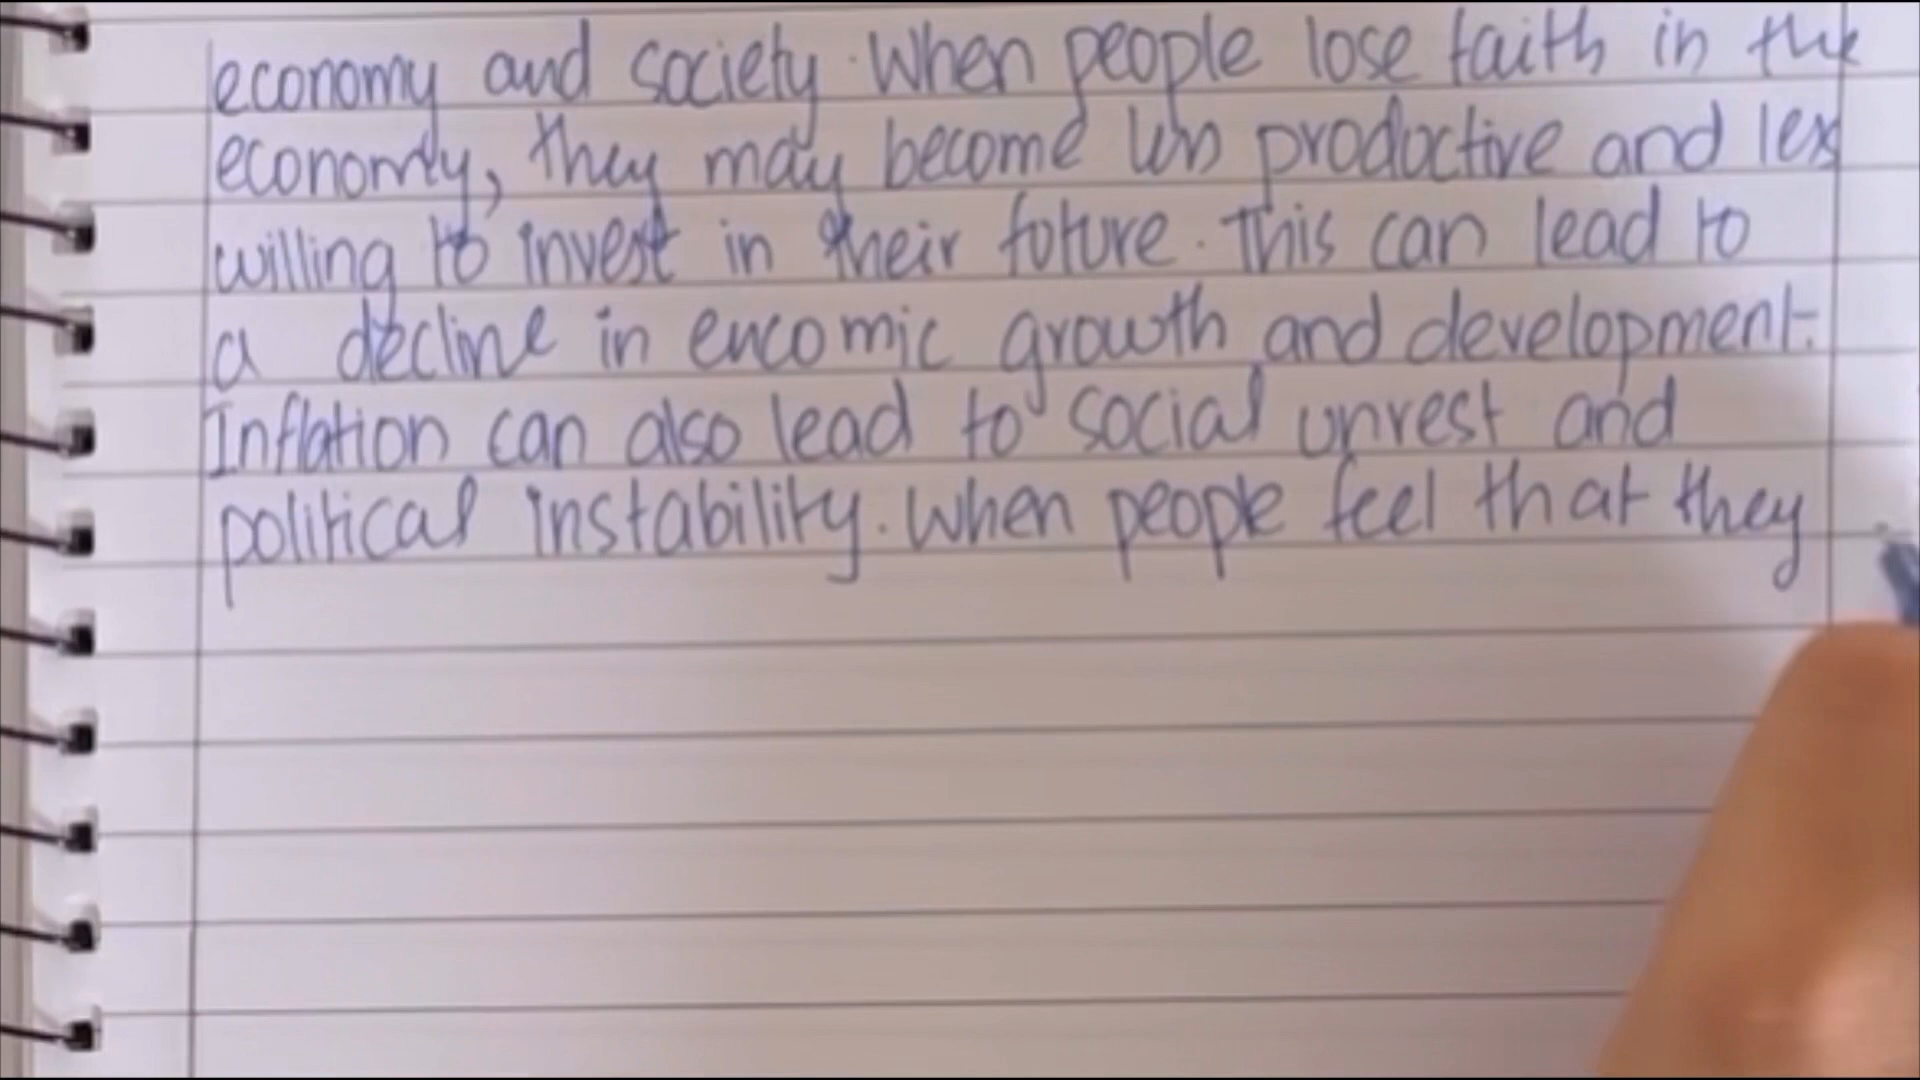 economy and society. When people lose faith in the
economy, they may become less productive and less
willing to invest in their future. This can lead to
a decline in encomic growth and development.
Inflation can also lead to social unrest and
political instability. When people feel that they